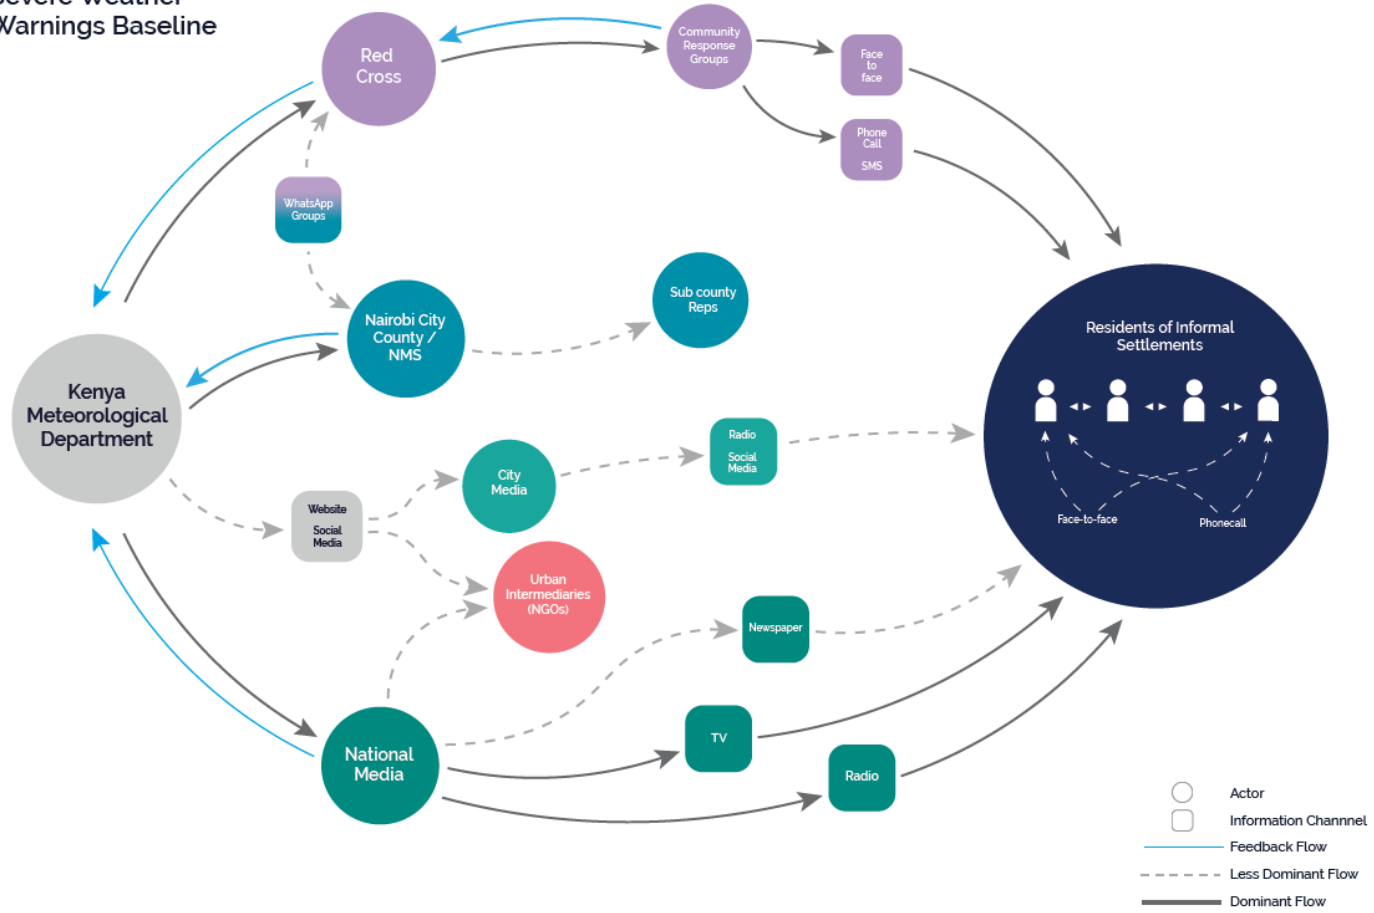 Severe Weather
Warnings Baseline
Red
Cross
Community
Response
Groups
Face
to
face
Phone
Call
SMS
WhatsApp
Groups
Nairobi City
County /
NMS
Sub county
Reps
Residents of Informal
Settlements
Face-to-face
Phonecall
Kenya
Meteorological
Department
Website
Social
Media
City
Media
Radio
Social
Media
Urban
Intermediaries
(NGOs)
Newspaper
National
Media
TV
Radio
Actor
Information Channnel
Feedback Flow
Less Dominant Flow
Dominant Flow